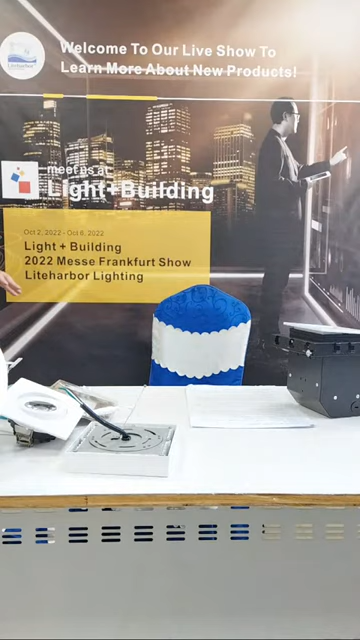 Welcome To Our Live Show To
Learn More About New Products!
meet us at
Light+Building
Oct 2, 2022 - Oct 6, 2022
Light + Building
2022 Messe Frankfurt Show
Liteharbor Lighting